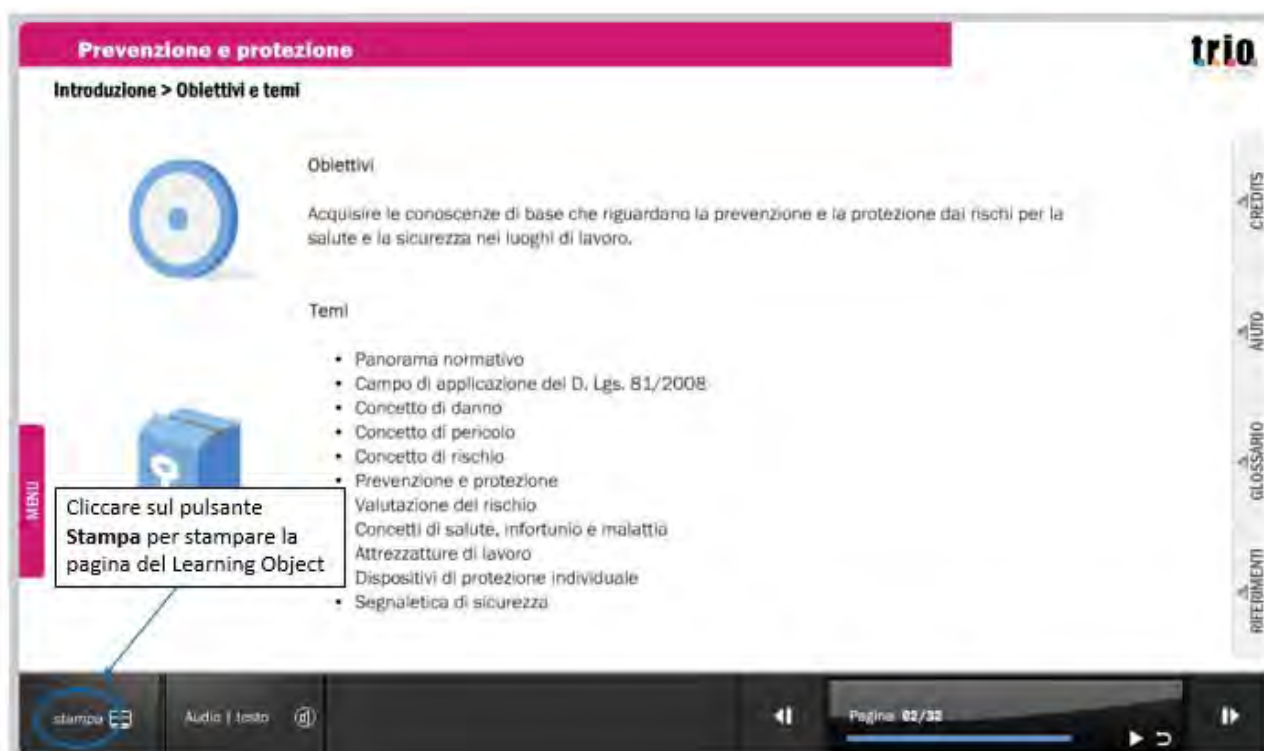 Prevenzione e protezione
trio
Introduzione > Obiettivi e temi
Obiettivi
Acquisire le conoscenze di base che riguardano la prevenzione e la protezione dai rischi per la
salute e la sicurezza nei luoghi di lavoro.
Temi
• Panorama normativo
• Campo di applicazione del D. Lgs. 81/2008
• Concetto di danno
• Concetto di pericolo
• Concetto di rischio
• Prevenzione e protezione
Valutazione del rischio
Concetti di salute, infortunio e malattia
Attrezzature di lavoro
Dispositivi di protezione individuale
• Segnaletica di sicurezza
MENU
Cliccare sul pulsante
Stampa per stampare la
pagina del Learning Object
CREDITS
AIUTO
GLOSSARIO
RIFERIMENTI
stampa
Audio | testo
Pagina 02/32